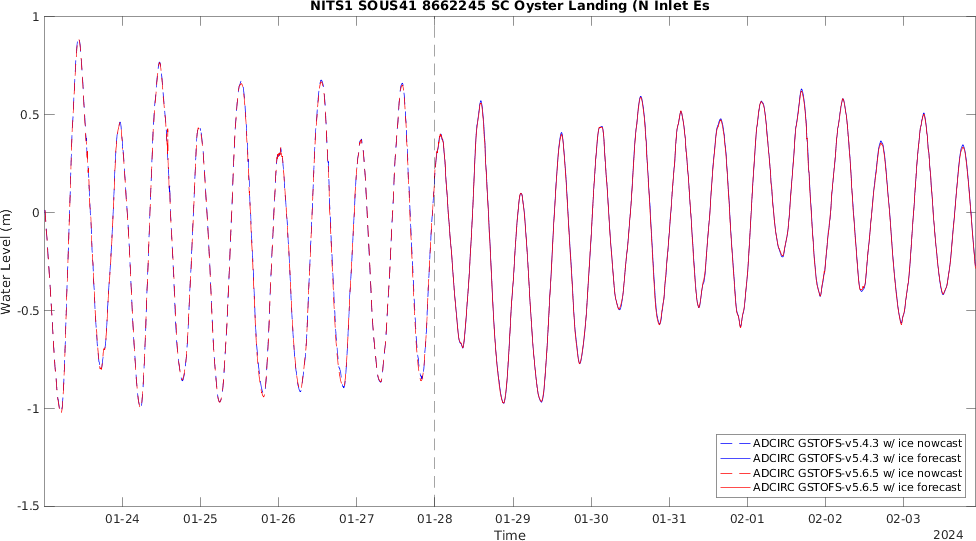 NITS1 SOUS41 8662245 SC Oyster Landing (N Inlet Es
1
0.5
0
-0.5
-1
-1.5
Water Level (m)
01-24
01-25
01-26
01-27
01-28
01-29
01-30
01-31
02-01
02-02
02-03
Time
2024
ADCIRC GSTOFS-v5.4.3 w/ ice nowcast
ADCIRC GSTOFS-v5.4.3 w/ ice forecast
ADCIRC GSTOFS-v5.6.5 w/ ice nowcast
ADCIRC GSTOFS-v5.6.5 w/ ice forecast